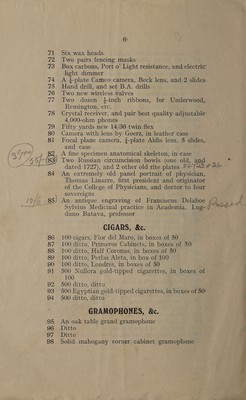 6
71 Six wax heads
72 Two pairs fencing masks
73 Box carbons, Port o' Light resistance, and electric
light dimmer
74 A ¼-plate Cameo camera, Beck lens, and 2 slides
75 Hand drill, and set B.A. drills
76 Two new wireless valves
77 Two dozen ½-inch ribbons, for Underwood,
Remington, etc.
78 Crystal receiver, and pair best quality adjustable
4,000-ohm phones
79 Fifty yards new 14/36 twin flex
80 Camera with lens by Goerz, in leather case
81 Focal plane camera, ¼-plate Aldis lens, 8 slides,
and case
82 A fine specimen anatomical skeleton, in case
83 Two Russian circumcision bowls (one old, and
dated 1727), and 2 other old rite plates
84 An extremely old panel portrait of physician,
Thomas Linacre, first president and originator
of the College of Physicians, and doctor to four
sovereigns
85 An antique engraving of Franciscus Delaboe
Sylvius Medicinal practice in Academia, Lug-
dimo Batava, professor
Passed
CIGARS, &c.
86 100 cigars, Flor del Maro, in boxes of 50
87 100 ditto, Primeras Cabinets, in boxes of 50
88 100 ditto, Half Coronas, in boxes of 50
89 100 ditto, Perlas Aleta, in box of 100
90 100 ditto, Londres, in boxes of 50
91 500 Nuflora gold-tipped cigarettes, in boxes of
100
92 500 ditto, ditto
93 500 Egyptian gold-tipped cigarettes, in boxes of 50
94 500 ditto, ditto
GRAMOPHONES, &c.
95 An oak table grand gramophone
96 Ditto
97 Ditto
98 Solid mahogany corner cabinet gramophone